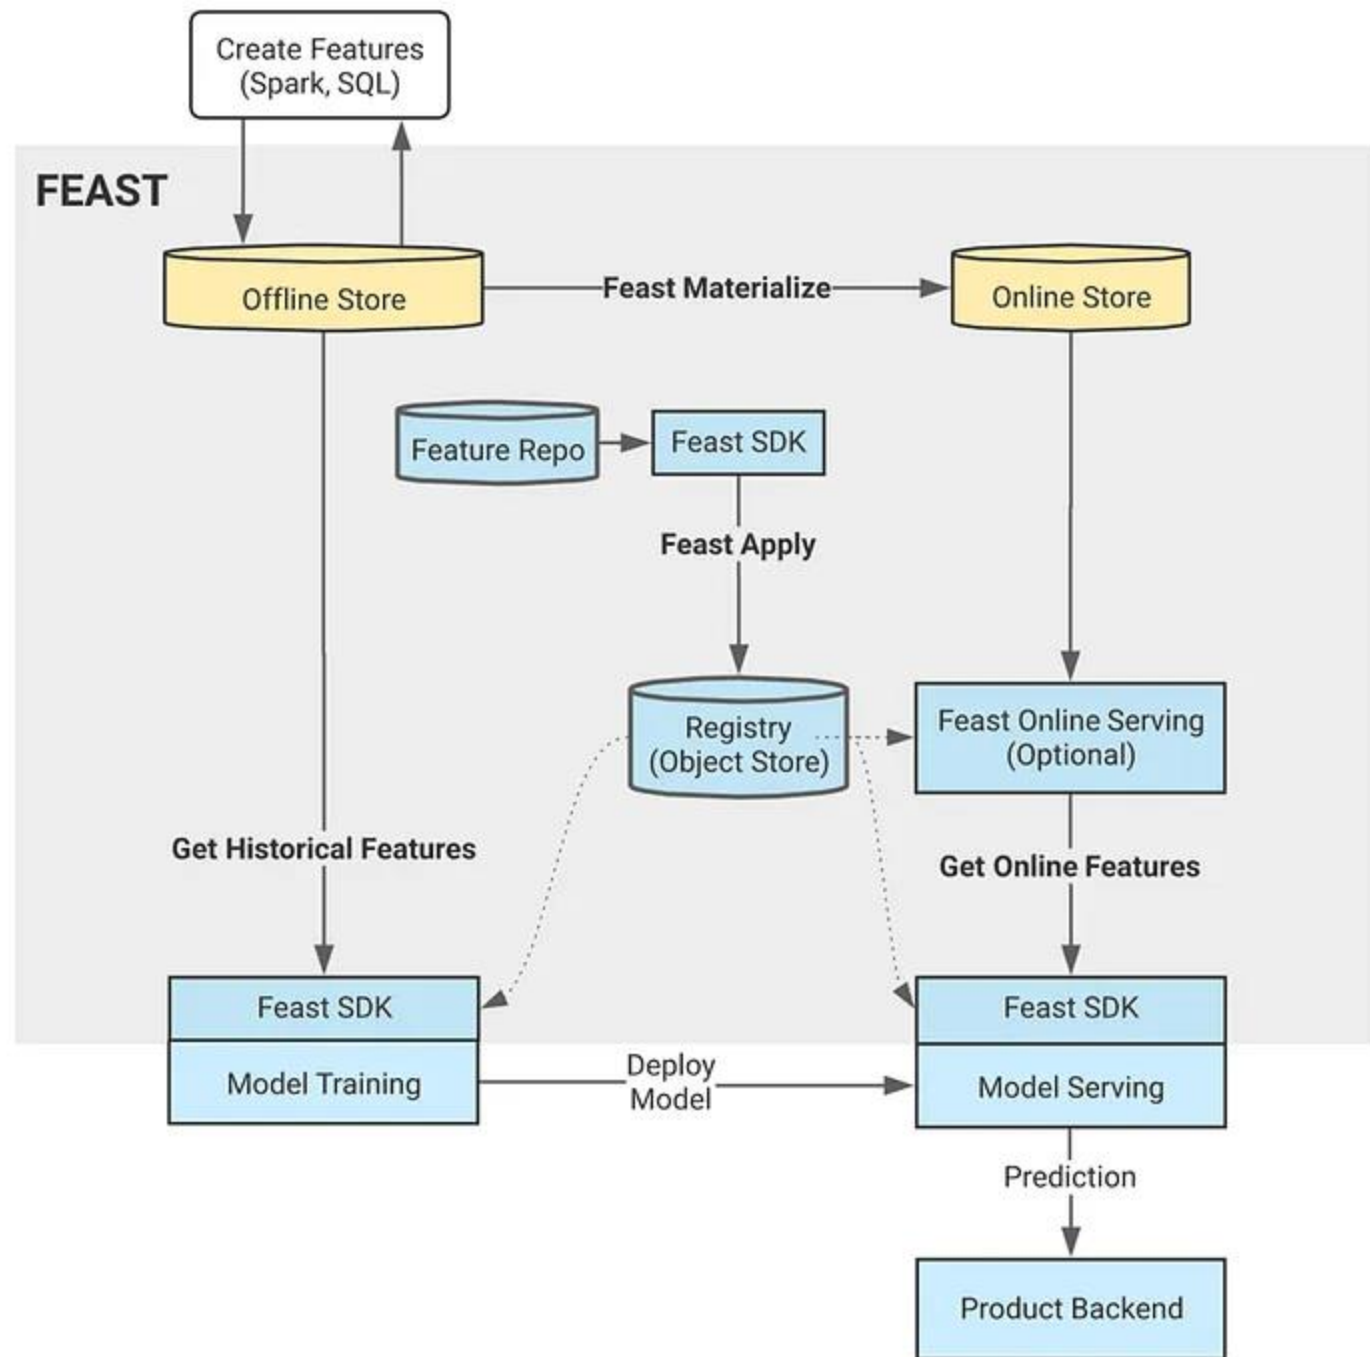 Create Features
(Spark, SQL)
FEAST
Offline Store
Feast Materialize
Online Store
Feature Repo
Feast SDK
Feast Apply
Registry
(Object Store)
Feast Online Serving
(Optional)
Get Historical Features
Get Online Features
Feast SDK
Feast SDK
Model Training
Deploy
Model
Model Serving
Prediction
Product Backend